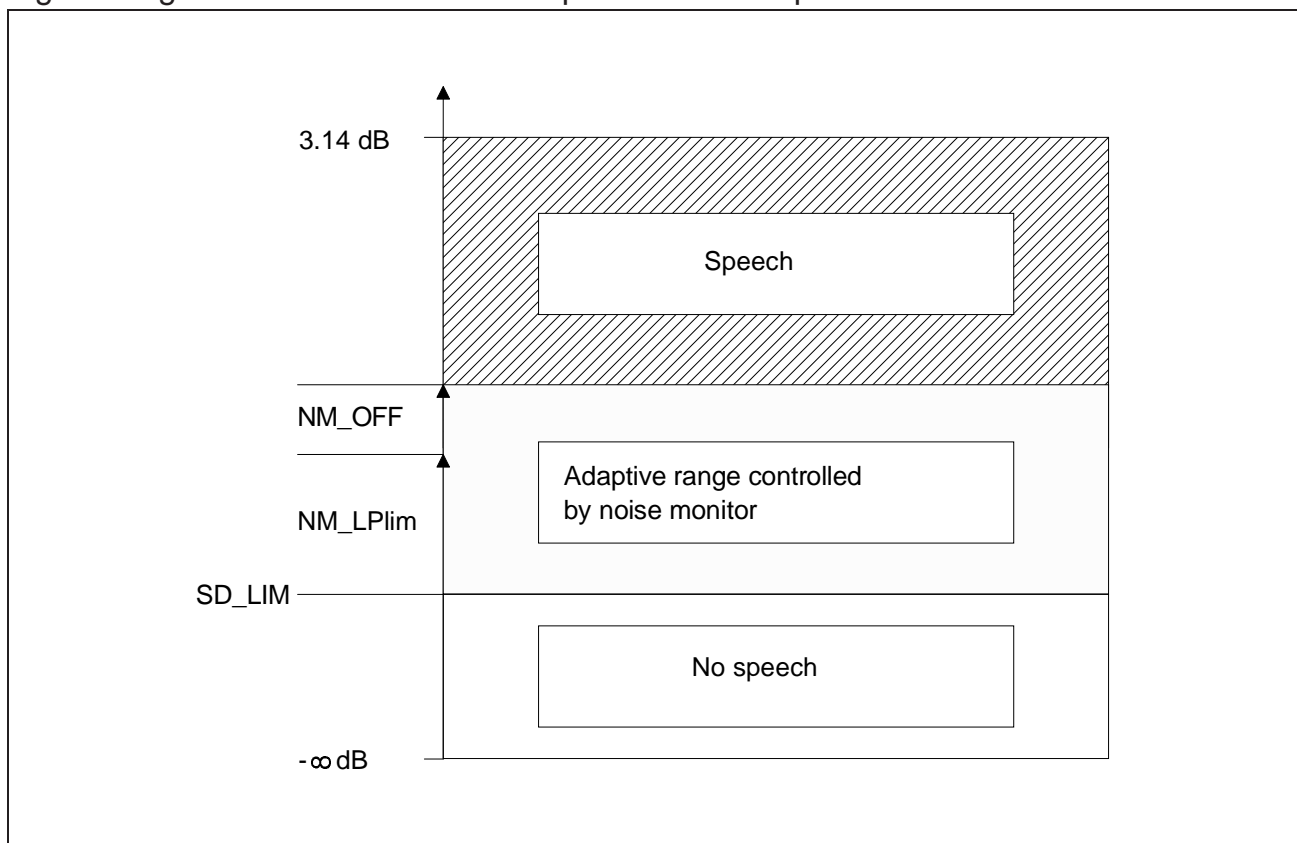 3.14 dB
Speech
NM_OFF
Adaptive range controlled
by noise monitor
NM_LPlim
SD_LIM
No speech
-∞ dB